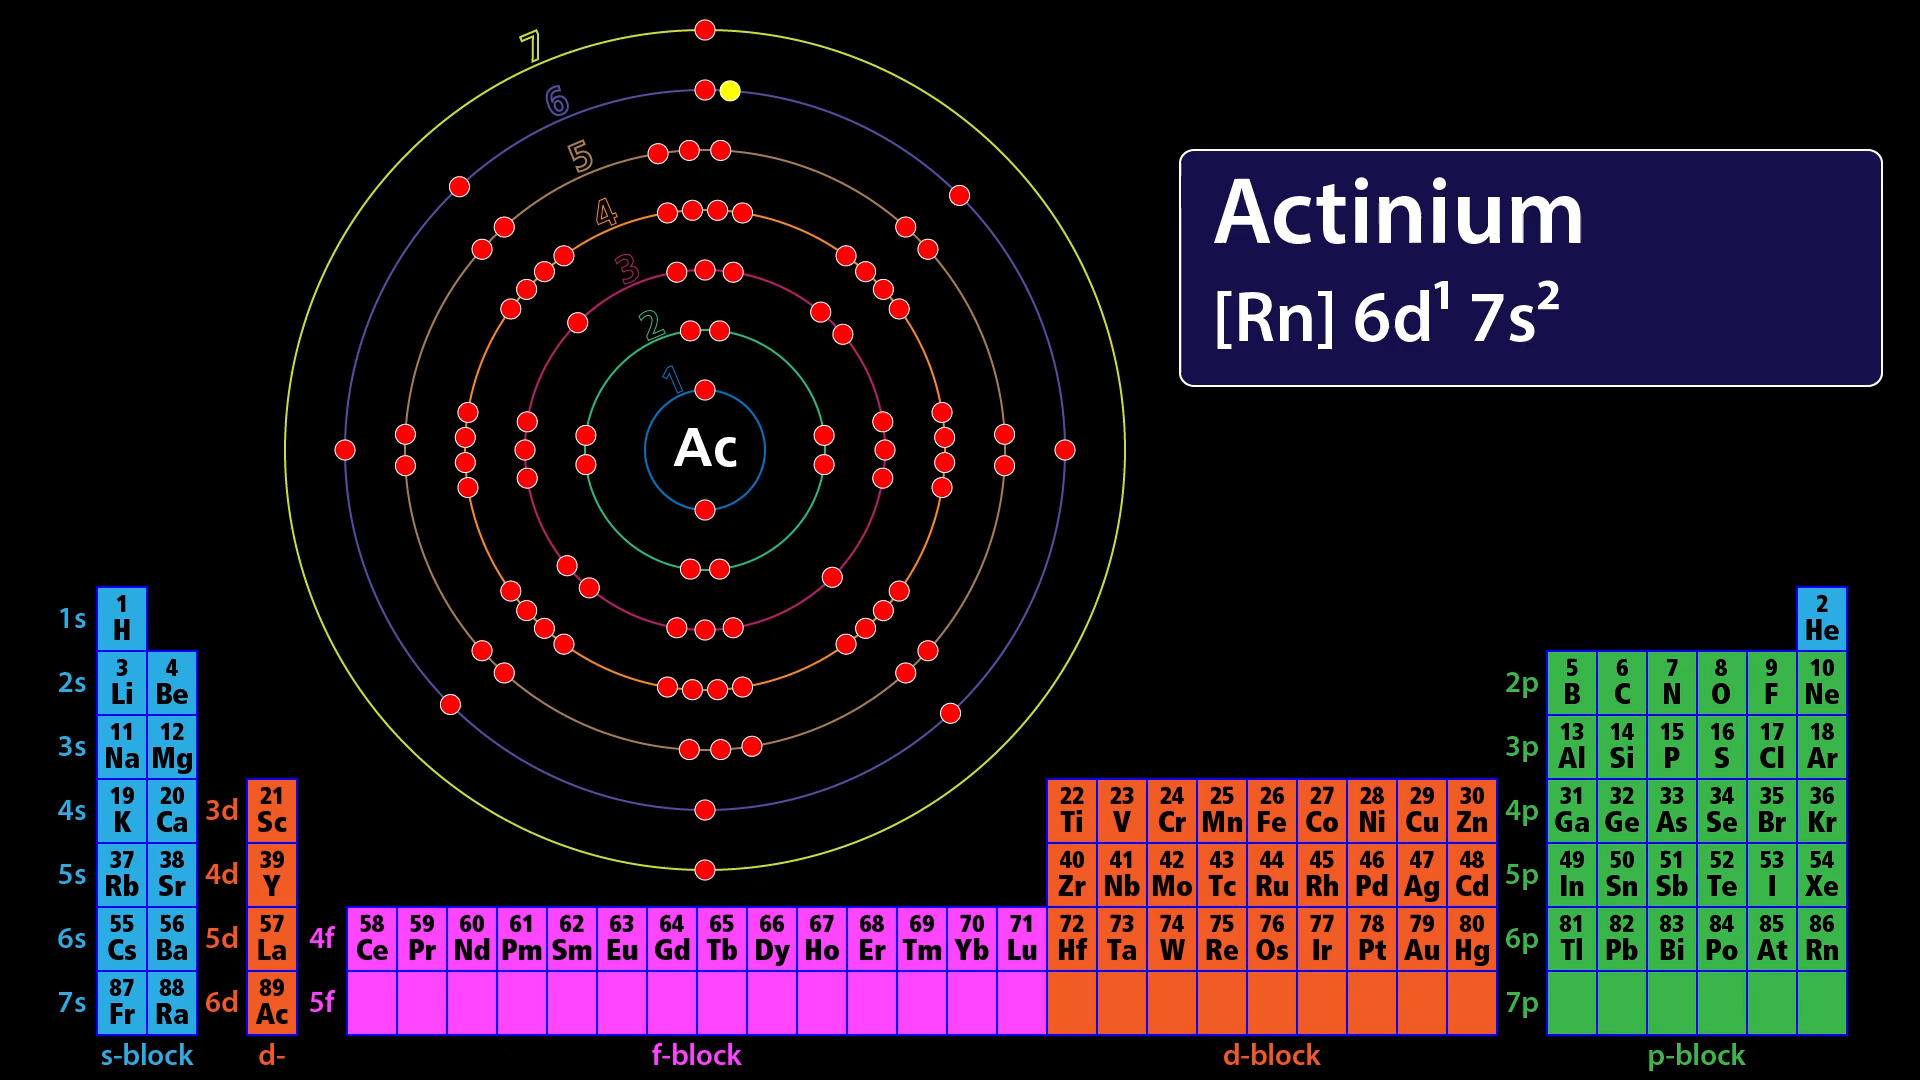 7
6
5
4
3
2
1
Ac
Actinium
[Rn] 6d¹ 7s²
1s 1 H 2 He
2s 3 Li 4 Be 2p 5 B 6 C 7 N 8 O 9 F 10 Ne
3s 11 Na 12 Mg 3p 13 Al 14 Si 15 P 16 S 17 Cl 18 Ar
4s 19 K 20 Ca 3d 21 Sc 22 Ti 23 V 24 Cr 25 Mn 26 Fe 27 Co 28 Ni 29 Cu 30 Zn 4p 31 Ga 32 Ge 33 As 34 Se 35 Br 36 Kr
5s 37 Rb 38 Sr 4d 39 Y 40 Zr 41 Nb 42 Mo 43 Tc 44 Ru 45 Rh 46 Pd 47 Ag 48 Cd 5p 49 In 50 Sn 51 Sb 52 Te 53 I 54 Xe
6s 55 Cs 56 Ba 5d 57 La 4f 58 Ce 59 Pr 60 Nd 61 Pm 62 Sm 63 Eu 64 Gd 65 Tb 66 Dy 67 Ho 68 Er 69 Tm 70 Yb 71 Lu 72 Hf 73 Ta 74 W 75 Re 76 Os 77 Ir 78 Pt 79 Au 80 Hg 6p 81 Tl 82 Pb 83 Bi 84 Po 85 At 86 Rn
7s 87 Fr 88 Ra 6d 89 Ac 5f 7p
s-block d- f-block d-block p-block